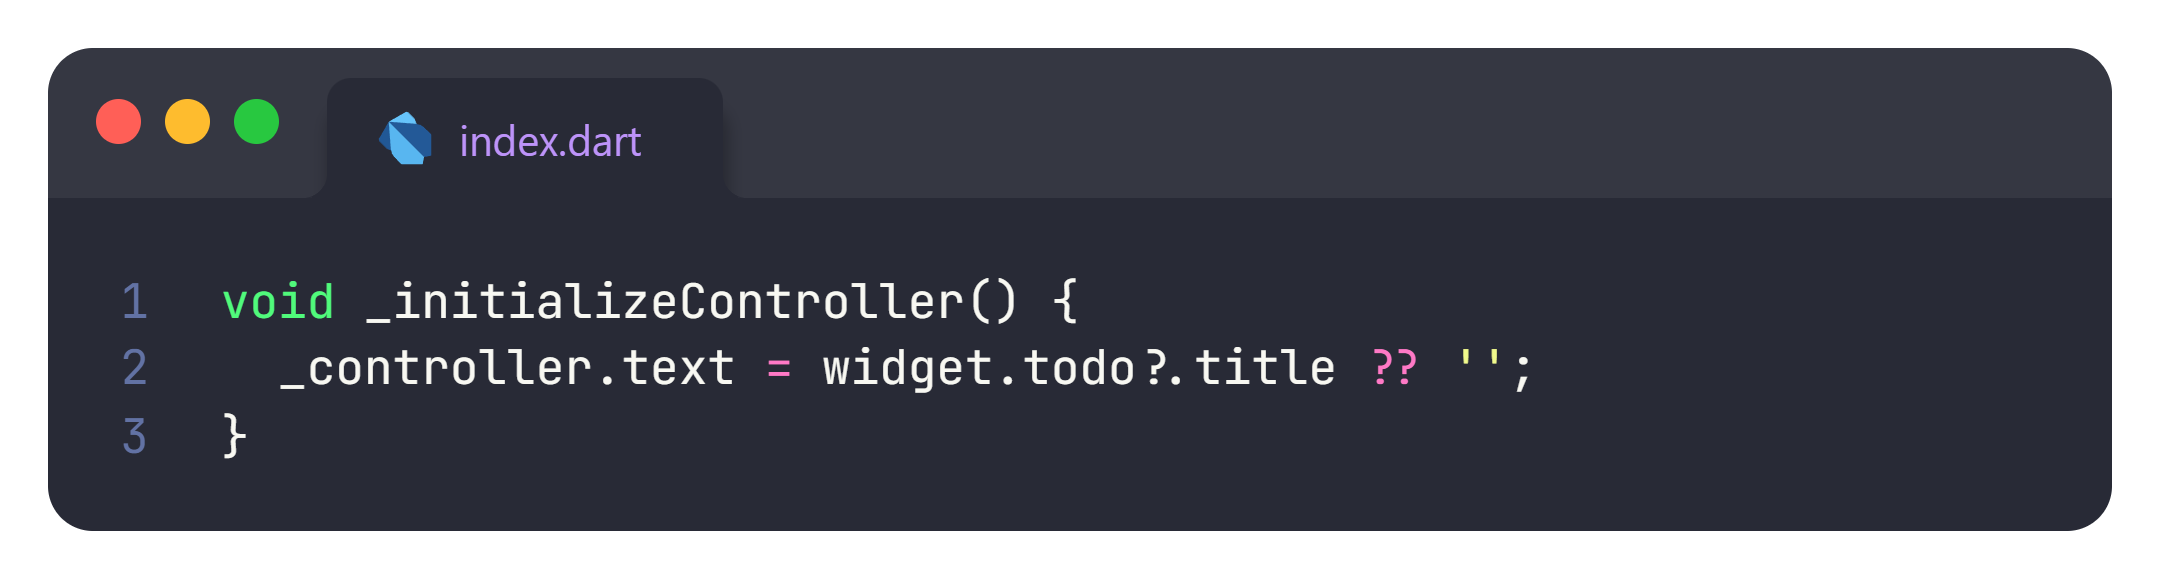 index.dart
1 void _initializeController() {
2   _controller.text = widget.todo?.title ?? '';
3 }